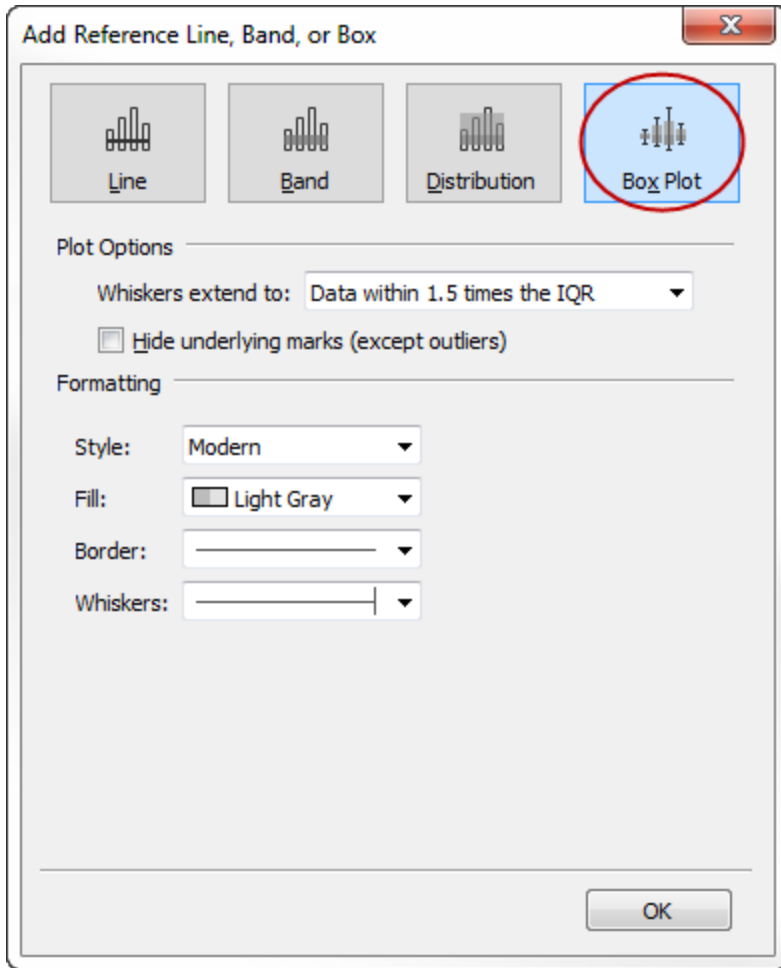 Add Reference Line, Band, or Box
Line Band Distribution Box Plot
Plot Options
Whiskers extend to: Data within 1.5 times the IQR
Hide underlying marks (except outliers)
Formatting
Style: Modern
Fill: Light Gray
Border:
Whiskers:
OK